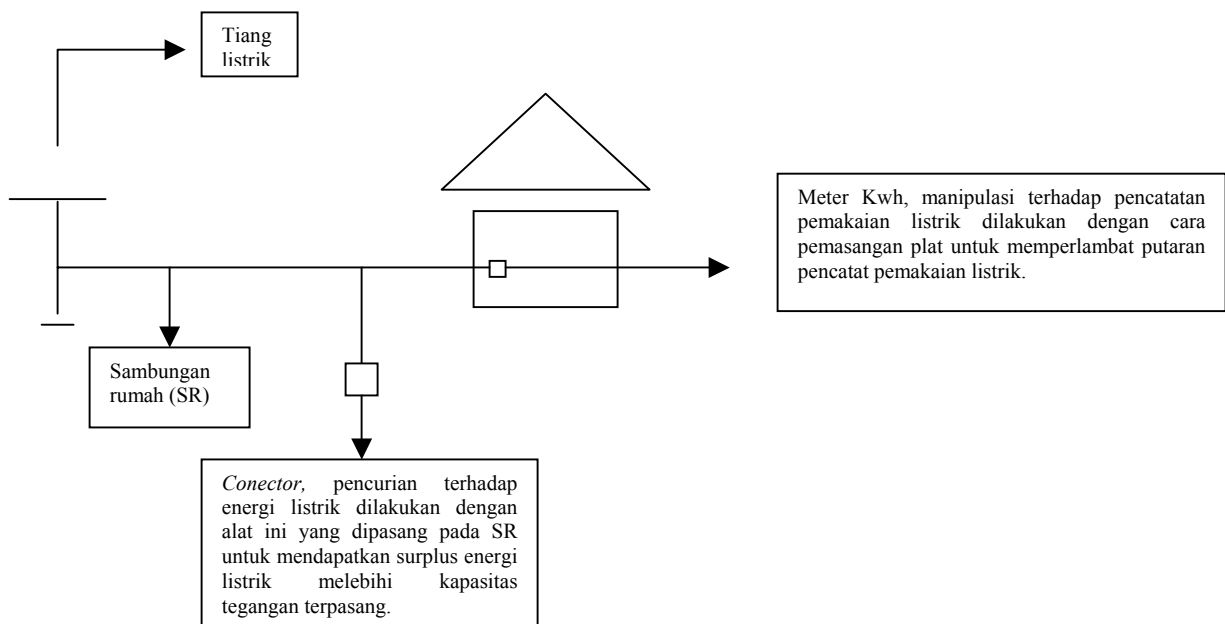 Tiang
listrik
Meter Kwh, manipulasi terhadap pencatatan
pemakaian listrik dilakukan dengan cara
pemasangan plat untuk memperlambat putaran
pencatat pemakaian listrik.
Sambungan
rumah (SR)
Conector, pencurian terhadap
energi listrik dilakukan dengan
alat ini yang dipasang pada SR
untuk mendapatkan surplus energi
listrik melebihi kapasitas
tegangan terpasang.